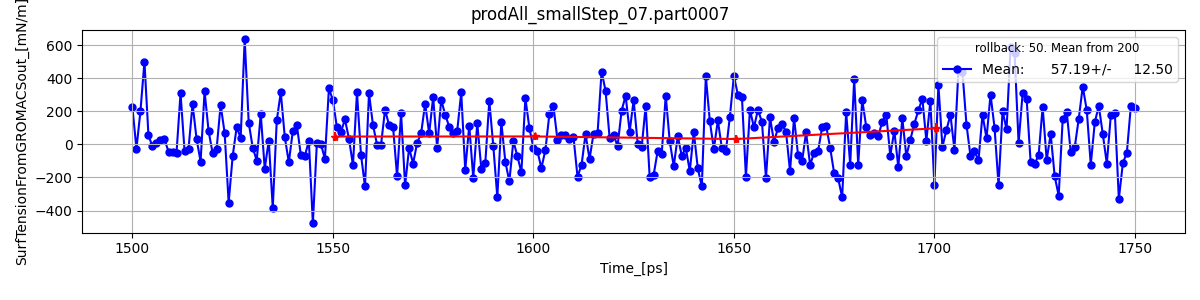 prodAll_smallStep_07.part0007
SurfTensionFromGROMACSout_[mN/m]
600
400
200
0
−200
−400
rollback: 50. Mean from 200
Mean: 57.19+/- 12.50
1500
1550
1600
1650
1700
1750
Time_[ps]